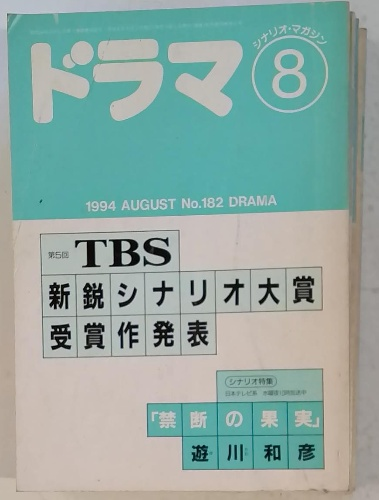 ドラマ
シナリオ・マガジン
8
1994 AUGUST No.182 DRAMA
第5回 TBS
新鋭シナリオ大賞
受賞作発表
シナリオ特集
「禁断の果実」
遊川和彦